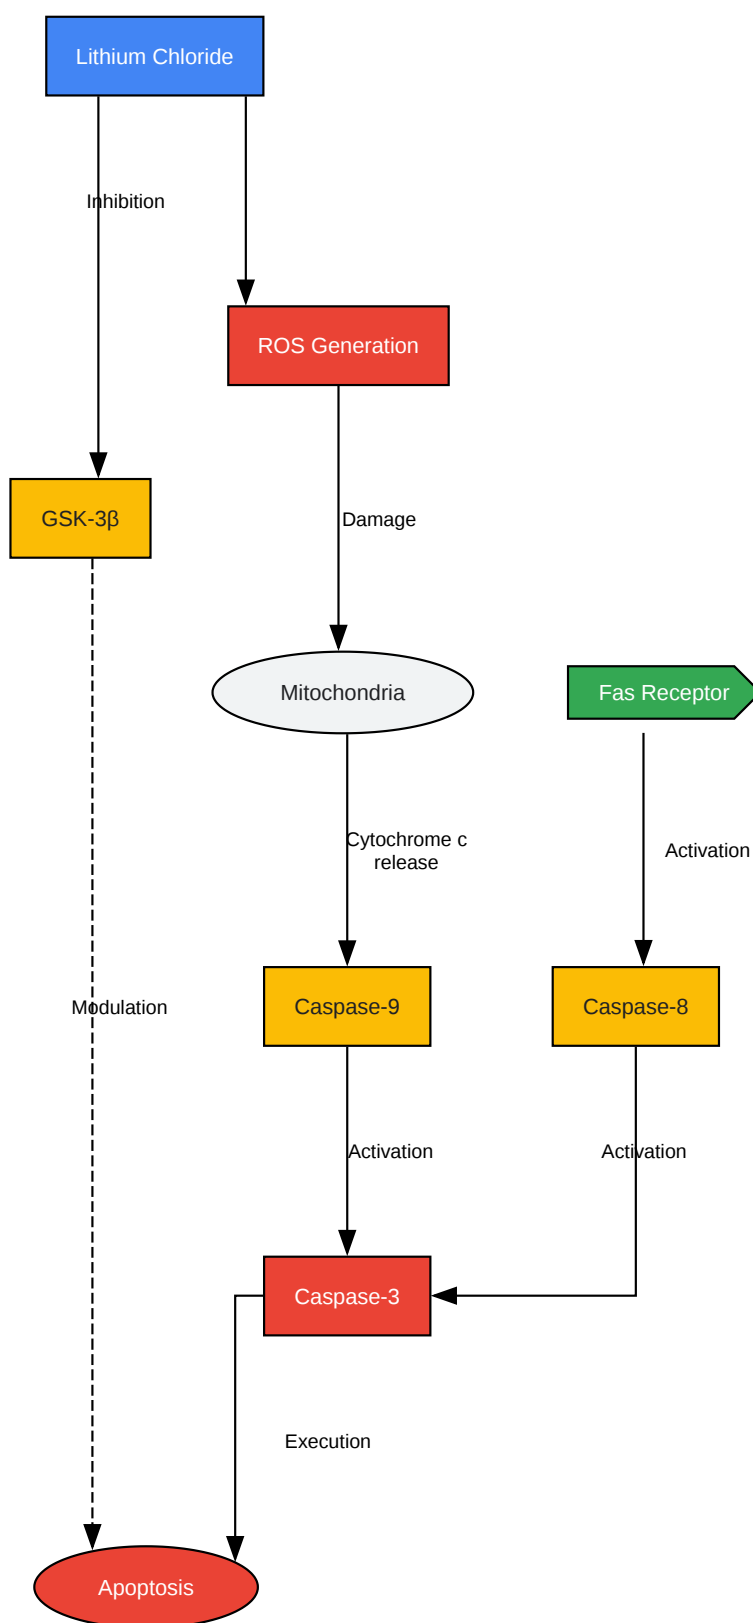 Lithium Chloride
Inhibition
ROS Generation
GSK-3β
Damage
Mitochondria
Fas Receptor
Cytochrome c
release
Activation
Modulation
Caspase-9
Caspase-8
Activation
Activation
Caspase-3
Execution
Apoptosis